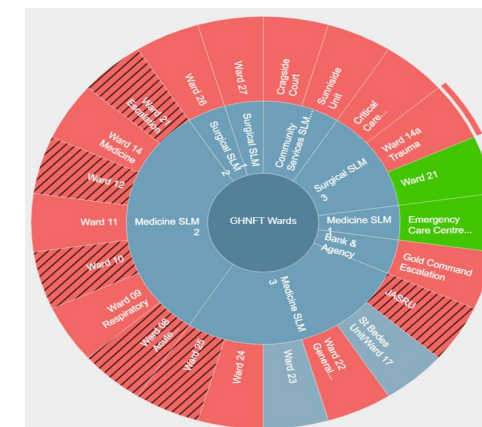 GHNFT Wards
Community
Services SLM...
Surgical SLM
3
Medicine SLM
1
Bank &
Agency
Medicine SLM
3
Medicine SLM
2
Surgical SLM
2
Surgical SLM
1
Cragside
Court
Sunniside
Unit
Critical
Care...
Ward 14a
Trauma
Ward 21
Emergency
Care Centre...
Gold Command
Escalation
JASRU
St Bedes
Unit/Ward 17
Ward 22
General...
Ward 23
Ward 24
Ward 25
Ward 08
Acute...
Ward 09
Respiratory
Ward 10
Ward 11
Ward 12
Ward 14
Medicine
Ward 21
Escalation
Ward 26
Ward 27